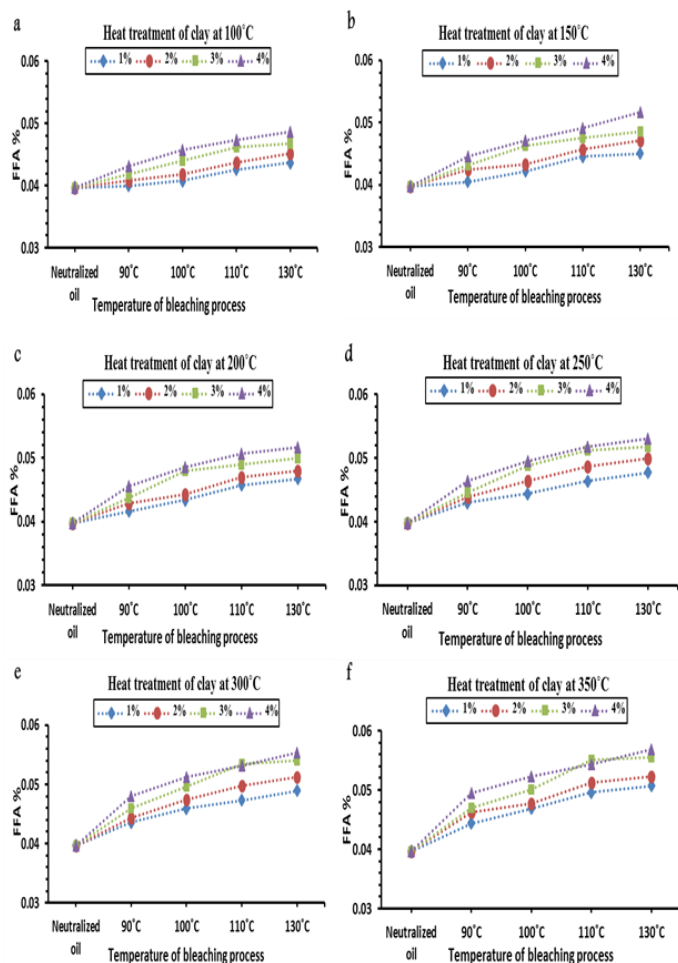 a
Heat treatment of clay at 100˚C
1% 2% 3% 4%
0.06
0.05
0.04
0.03
FFA %
Neutralized oil
90˚C 100˚C 110˚C 130˚C
Temperature of bleaching process
b
Heat treatment of clay at 150˚C
1% 2% 3% 4%
0.06
0.05
0.04
0.03
FFA %
Neutralized oil
90˚C 100˚C 110˚C 130˚C
Temperature of bleaching process
c
Heat treatment of clay at 200˚C
1% 2% 3% 4%
0.06
0.05
0.04
0.03
FFA %
Neutralized oil
90˚C 100˚C 110˚C 130˚C
Temperature of bleaching process
d
Heat treatment of clay at 250˚C
1% 2% 3% 4%
0.06
0.05
0.04
0.03
FFA %
Neutralized oil
90˚C 100˚C 110˚C 130˚C
Temperature of bleaching process
e
Heat treatment of clay at 300˚C
1% 2% 3% 4%
0.06
0.05
0.04
0.03
FFA %
Neutralized oil
90˚C 100˚C 110˚C 130˚C
Temperature of bleaching process
f
Heat treatment of clay at 350˚C
1% 2% 3% 4%
0.06
0.05
0.04
0.03
FFA %
Neutralized oil
90˚C 100˚C 110˚C 130˚C
Temperature of bleaching process